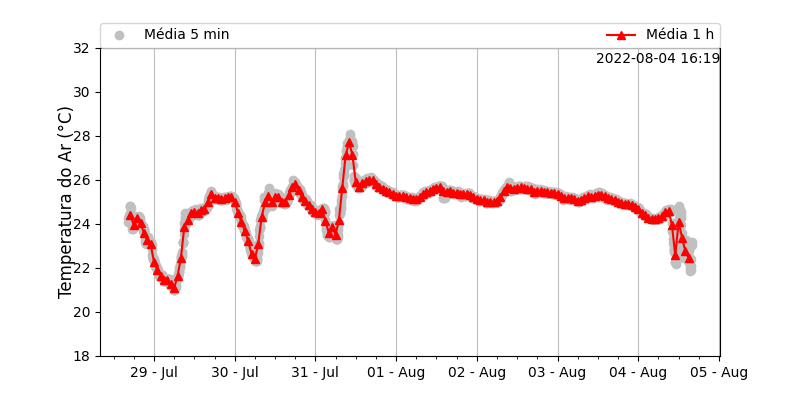 Média 5 min
Média 1 h
2022-08-04 16:19
Temperatura do Ar (°C)
32
30
28
26
24
22
20
18
29 - Jul
30 - Jul
31 - Jul
01 - Aug
02 - Aug
03 - Aug
04 - Aug
05 - Aug